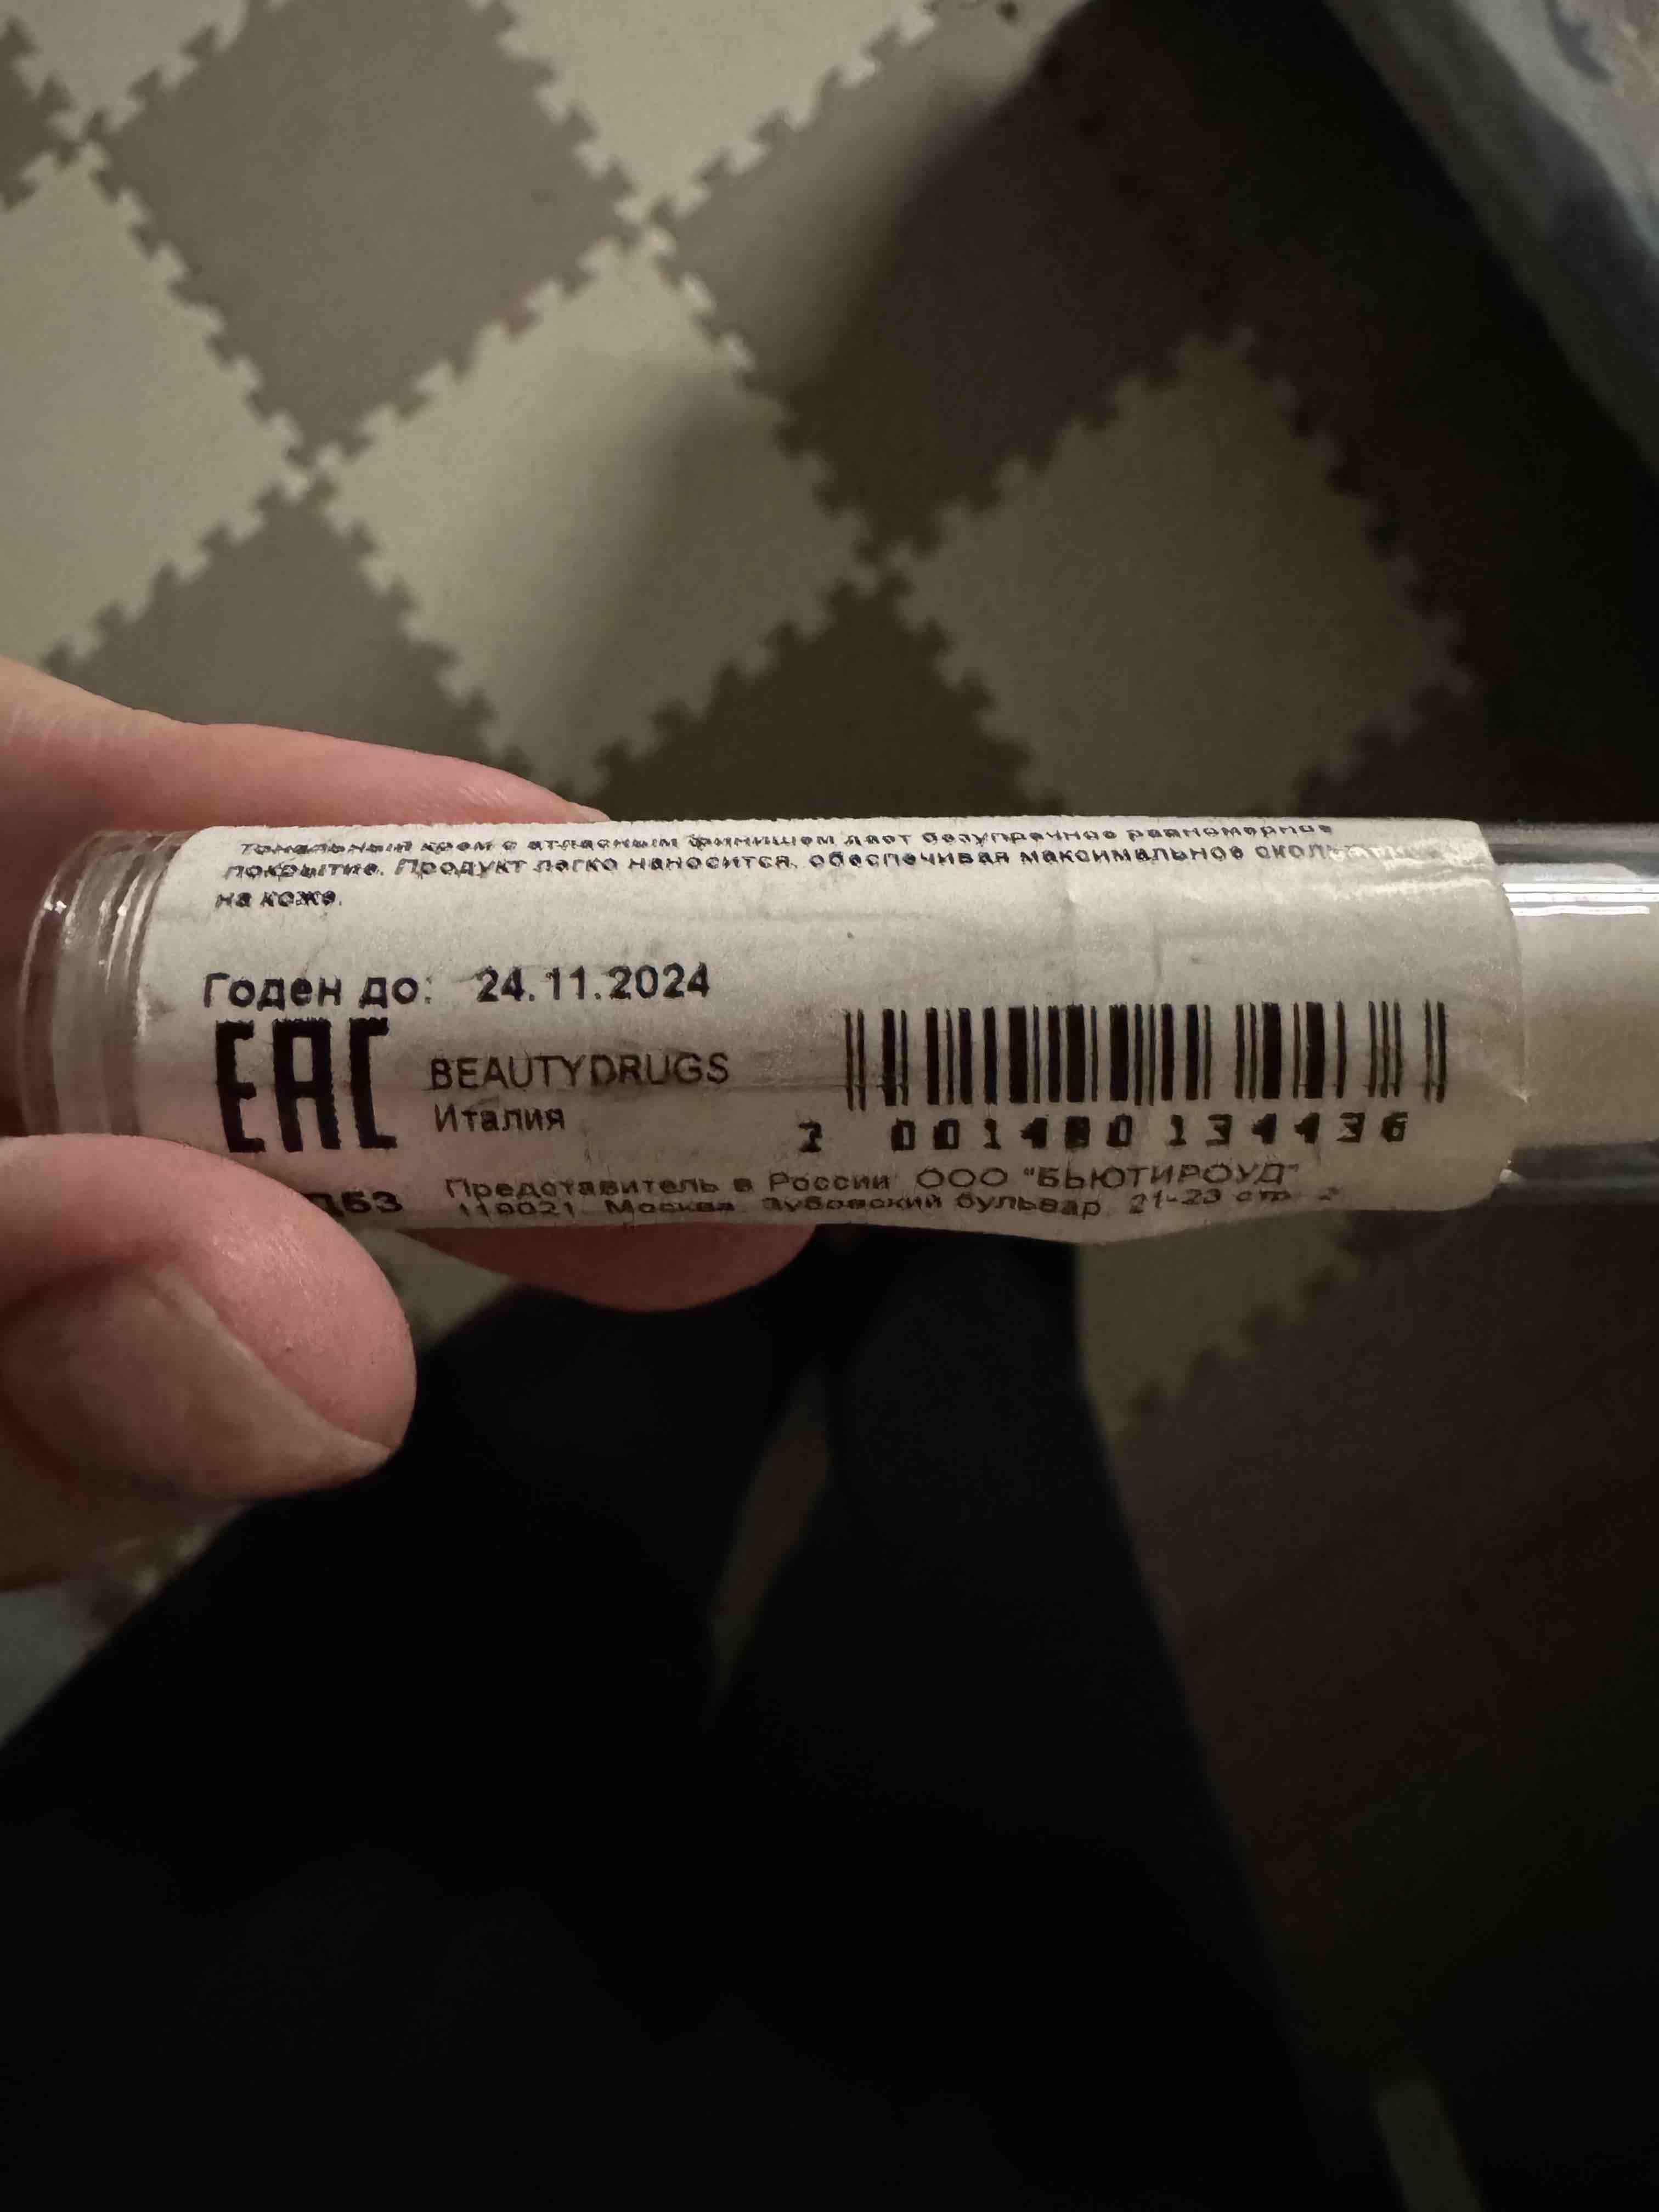 Тональный крем с атласным финишем дает безупречное равномерное
покрытие. Продукт легко наносится, обеспечивая максимальное
на коже.
Годен до: 24.11.2024
EAC
BEAUTYDRUGS
Италия
2 001480 134436
Представитель в России ООО "БЬЮТИРОУД"
119021 Москва Зубовский бульвар 21-23 стр